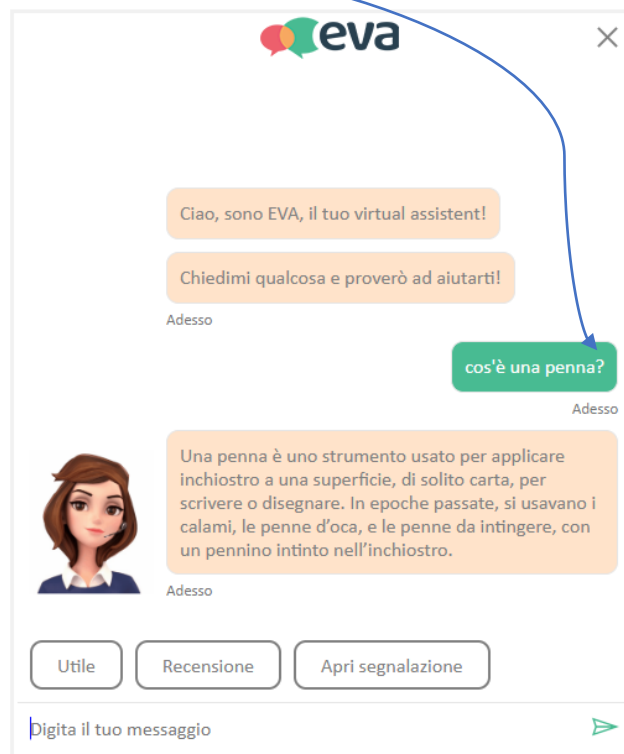 eva
Ciao, sono EVA, il tuo virtual assistent!
Chiedimi qualcosa e proverò ad aiutarti!
Adesso
cos'è una penna?
Adesso
Una penna è uno strumento usato per applicare
inchiostro a una superficie, di solito carta, per
scrivere o disegnare. In epoche passate, si usavano i
calami, le penne d’oca, e le penne da intingere, con
un pennino intinto nell’inchiostro.
Adesso
Utile
Recensione
Apri segnalazione
Digita il tuo messaggio